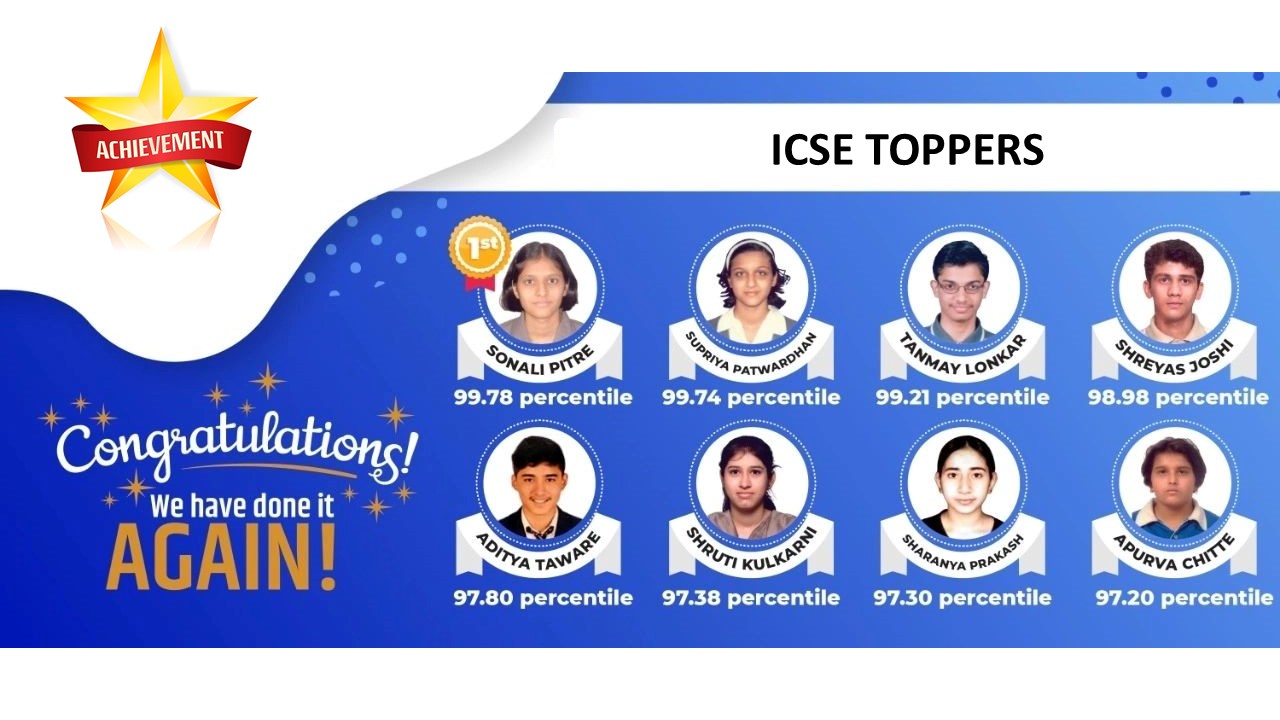 ACHIEVEMENT
ICSE TOPPERS
1st
SONALI PITRE
99.78 percentile
SUPRIYA PATWARDHAN
99.74 percentile
TANMAY LONKAR
99.21 percentile
SHREYAS JOSHI
98.98 percentile
Congratulations!
We have done it
AGAIN!
ADITYA TAWARE
97.80 percentile
SHRUTI KULKARNI
97.38 percentile
SHARANYA PRAKASH
97.30 percentile
APURVA CHITTE
97.20 percentile